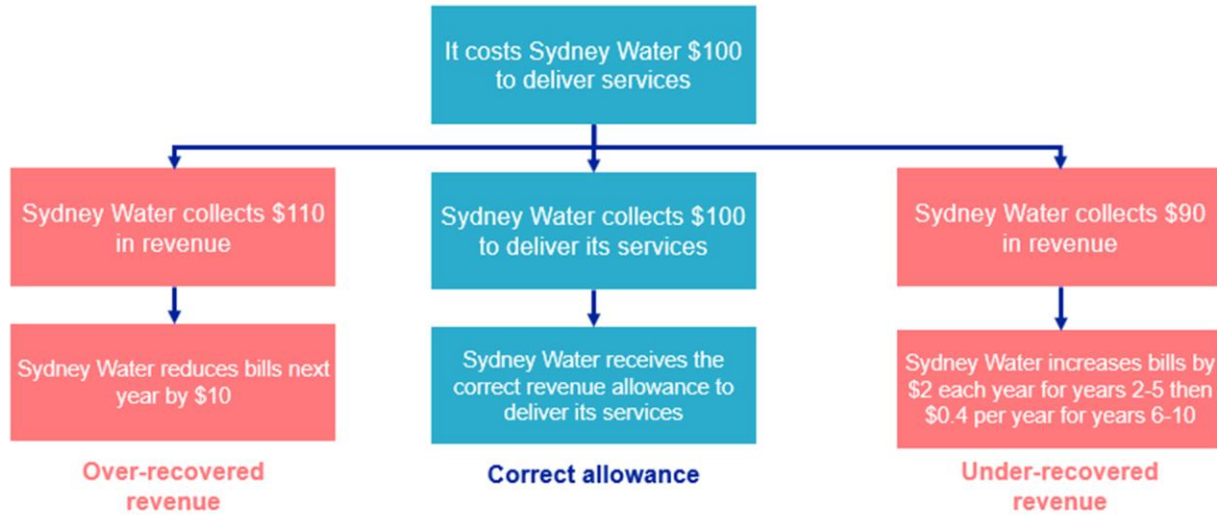 It costs Sydney Water $100
to deliver services
Sydney Water collects $110
in revenue
Sydney Water collects $100
to deliver its services
Sydney Water collects $90
in revenue
Sydney Water reduces bills next
year by $10
Sydney Water receives the
correct revenue allowance to
deliver its services
Sydney Water increases bills by
$2 each year for years 2-5 then
$0.4 per year for years 6-10
Over-recovered
revenue
Correct allowance
Under-recovered
revenue